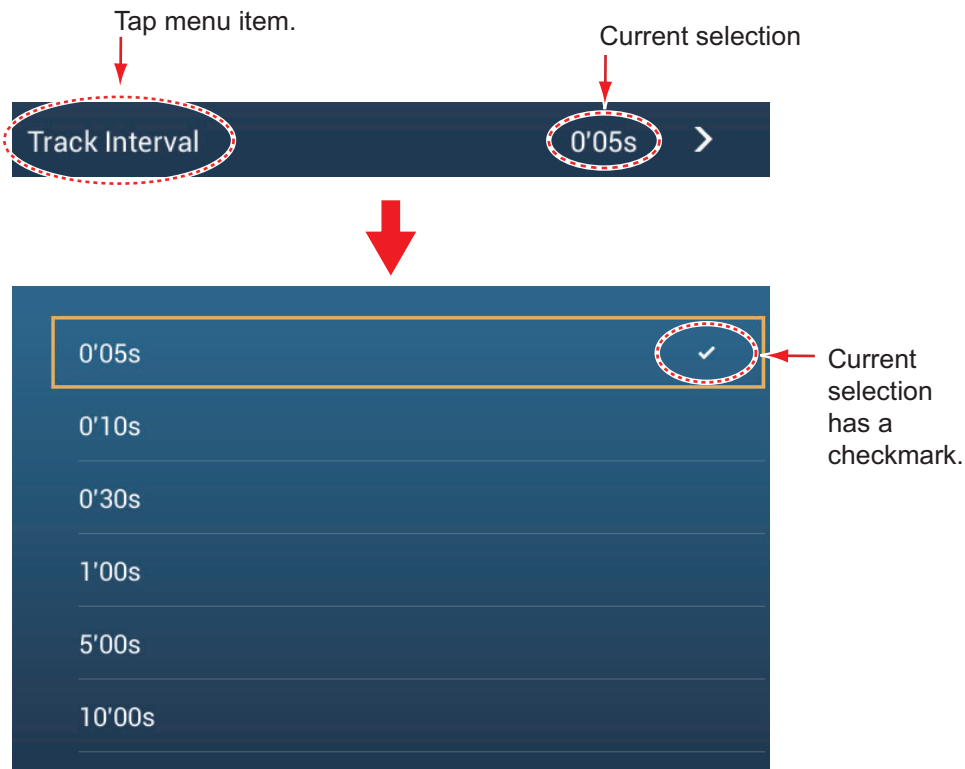 Tap menu item.
Current selection
Track Interval 0'05s
0'05s
Current
selection
has a
checkmark.
0'10s
0'30s
1'00s
5'00s
10'00s